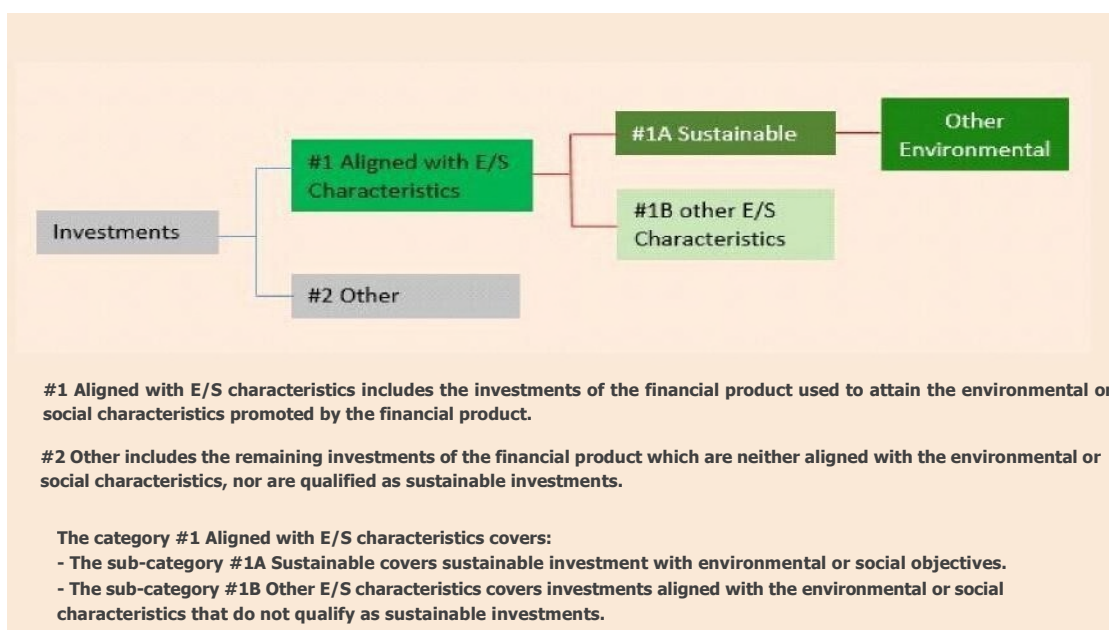 #1A Sustainable
Other
Environmental
#1 Aligned with E/S
Characteristics
#1B other E/S
Characteristics
Investments
#2 Other
#1 Aligned with E/S characteristics includes the investments of the financial product used to attain the environmental or
social characteristics promoted by the financial product.
#2 Other includes the remaining investments of the financial product which are neither aligned with the environmental or
social characteristics, nor are qualified as sustainable investments.
The category #1 Aligned with E/S characteristics covers:
- The sub-category #1A Sustainable covers sustainable investment with environmental or social objectives.
- The sub-category #1B Other E/S characteristics covers investments aligned with the environmental or social
characteristics that do not qualify as sustainable investments.